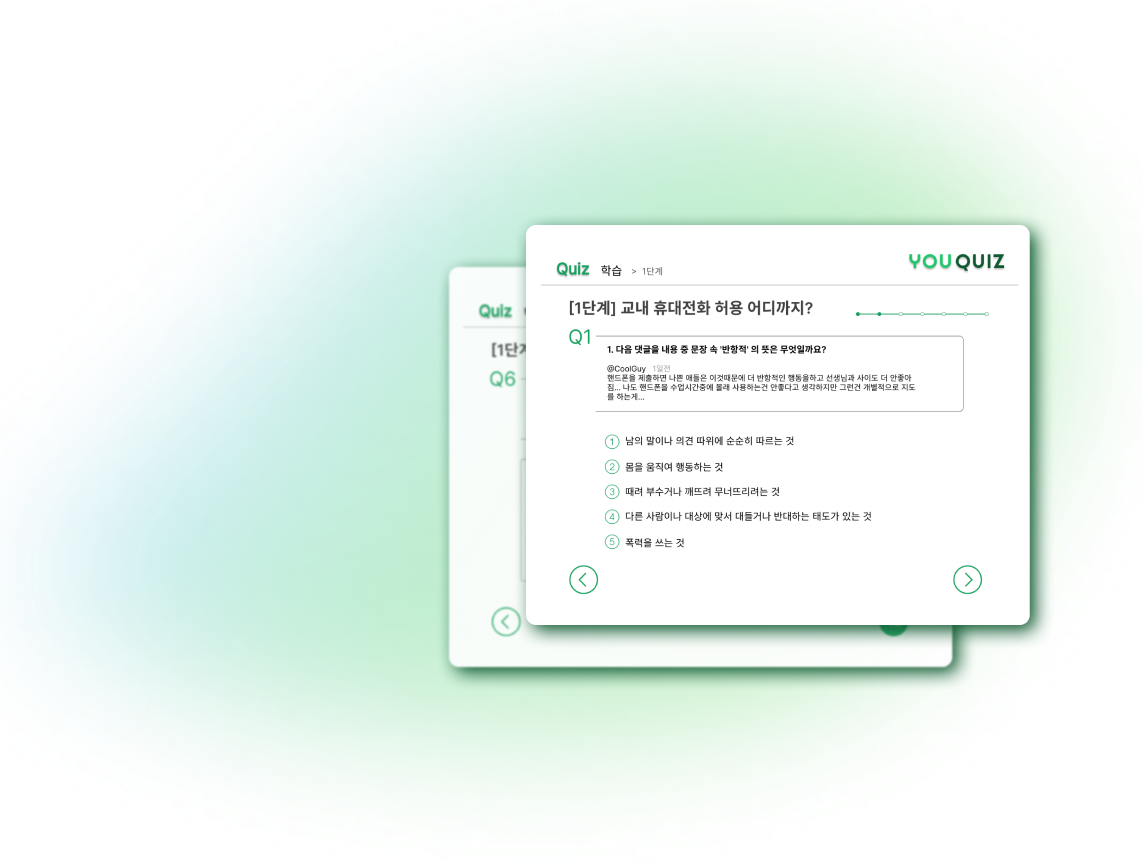 YOU QUIZ
Quiz 학습 > 1단계
[1단계] 교내 휴대전화 허용 어디까지?
Q1
1. 다음 댓글을 내용 중 문장 속 '반항적' 의 뜻은 무엇일까요?
@CoolGuy 1일전
핸드폰을 제출하면 나쁜 애들은 이것때문에 더 반항적인 행동을하고 선생님과 사이도 더 안좋아
짐... 나도 핸드폰을 수업시간중에 몰래 사용하는건 안좋다고 생각하지만 그런건 개별적으로 지도
를 하는게...
1 남의 말이나 의견 따위에 순순히 따르는 것
2 몸을 움직여 행동하는 것
3 때려 부수거나 깨뜨려 무너뜨리려는 것
4 다른 사람이나 대상에 맞서 대들거나 반대하는 태도가 있는 것
5 폭력을 쓰는 것
Quiz
[1단계
Q6